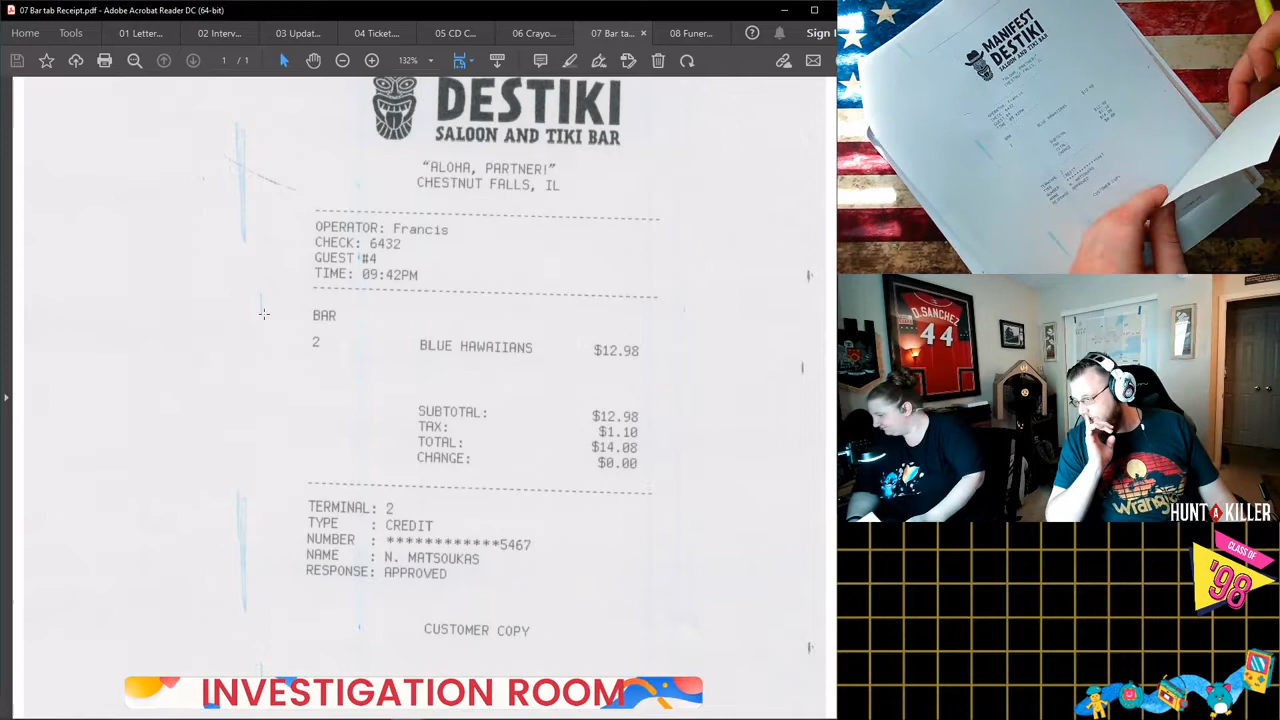 07 Bar tab Receipt.pdf - Adobe Acrobat Reader DC (64-bit)
Home
Tools
01 Letter...
02 Interv...
03 Updat...
04 Ticket...
05 CD C...
06 Crayo...
07 Bar ta...
08 Funer...
Sign I
1 / 1
132%
DESTIKI
SALOON AND TIKI BAR
"ALOHA, PARTNER!"
CHESTNUT FALLS, IL
OPERATOR: Francis
CHECK: 6432
GUEST #4
TIME: 09:42PM
BAR
2 BLUE HAWAIIANS $12.98
SUBTOTAL: $12.98
TAX: $1.10
TOTAL: $14.08
CHANGE: $0.00
TERMINAL: 2
TYPE : CREDIT
NUMBER : ************5467
NAME : N. MATSOUKAS
RESPONSE: APPROVED
CUSTOMER COPY
INVESTIGATION ROOM
MANIFEST
DESTIKI
SALOON AND TIKI BAR
CUSTOMER COPY
D.SANCHEZ
44
Wrangler
HUNT A KILLER
CLASS OF
'98